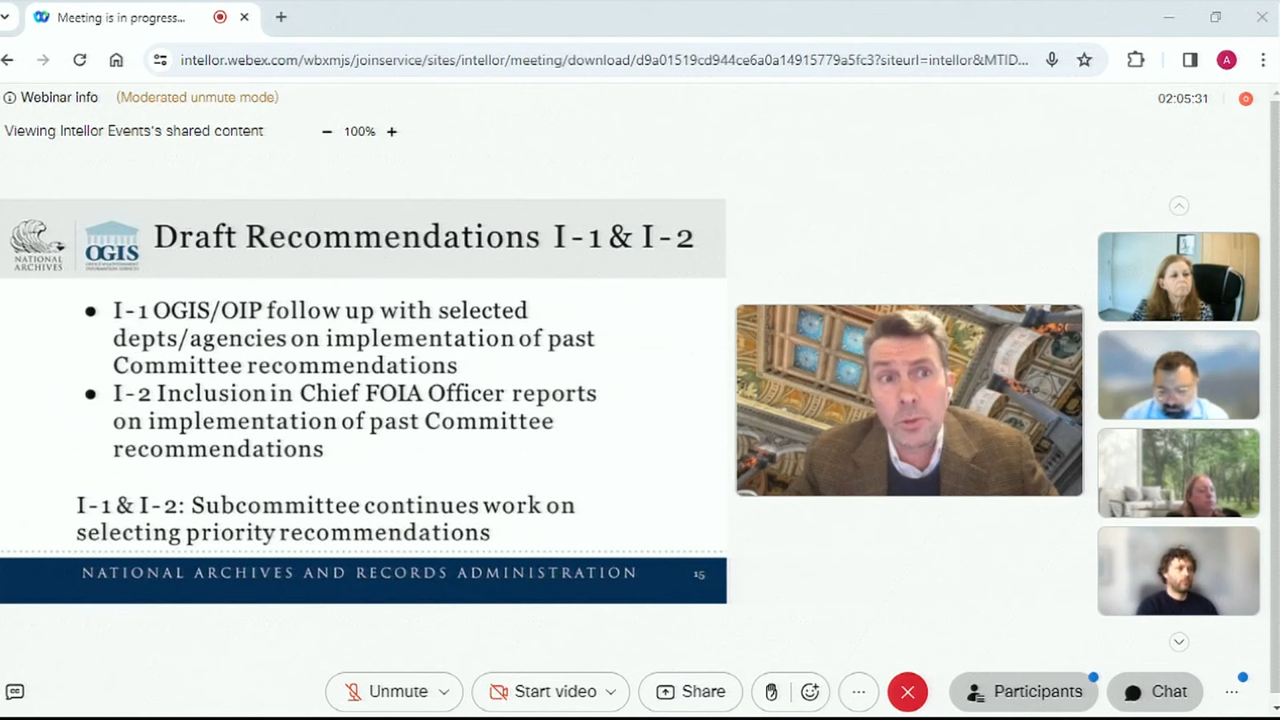 Meeting is in progress...
intellor.webex.com/wbxmjs/joinservice/sites/intellor/meeting/download/d9a01519cd944ce6a0a14915779a5fc3?siteurl=intellor&MTID...
A
Webinar info (Moderated unmute mode)
02:05:31
Viewing Intellor Events's shared content
100%
NATIONAL
ARCHIVES
OGIS
Draft Recommendations I-1 & I-2
● I-1 OGIS/OIP follow up with selected
depts/agencies on implementation of past
Committee recommendations
● I-2 Inclusion in Chief FOIA Officer reports
on implementation of past Committee
recommendations
I-1 & I-2: Subcommittee continues work on
selecting priority recommendations
NATIONAL ARCHIVES AND RECORDS ADMINISTRATION
15
Unmute
Start video
Share
Participants
Chat